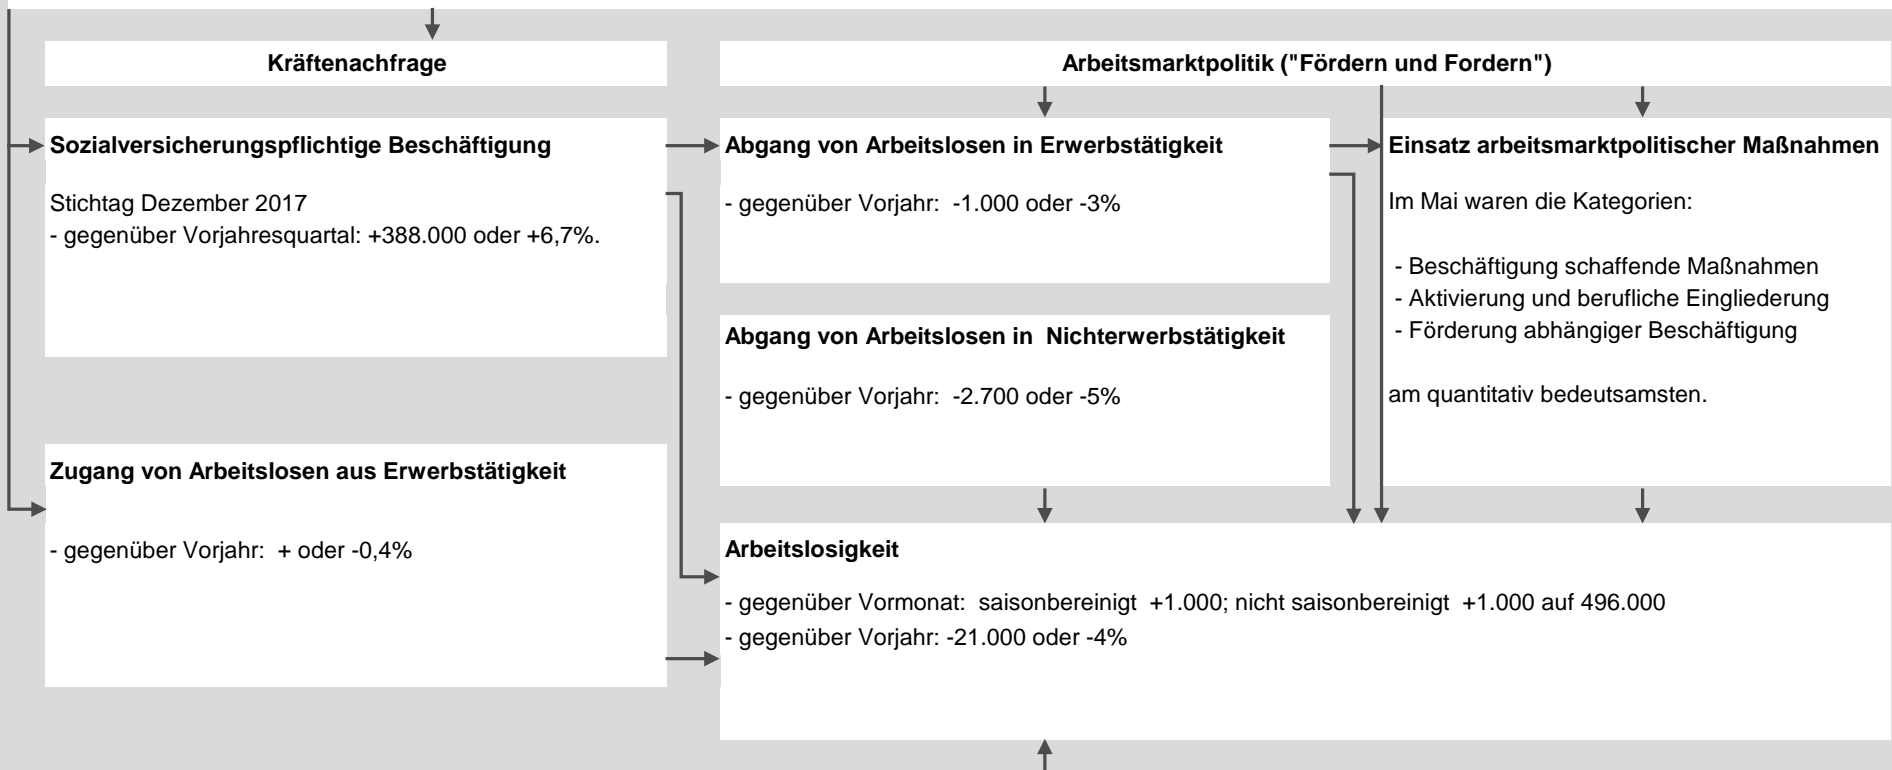 Kräftenachfrage
Arbeitsmarktpolitik ("Fördern und Fordern")
Sozialversicherungspflichtige Beschäftigung
Stichtag Dezember 2017
- gegenüber Vorjahresquartal: +388.000 oder +6,7%.
Zugang von Arbeitslosen aus Erwerbstätigkeit
- gegenüber Vorjahr: + oder -0,4%
Abgang von Arbeitslosen in Erwerbstätigkeit
- gegenüber Vorjahr: -1.000 oder -3%
Abgang von Arbeitslosen in Nichterwerbstätigkeit
- gegenüber Vorjahr: -2.700 oder -5%
Einsatz arbeitsmarktpolitischer Maßnahmen
Im Mai waren die Kategorien:
- Beschäftigung schaffende Maßnahmen
- Aktivierung und berufliche Eingliederung
- Förderung abhängiger Beschäftigung
am quantitativ bedeutsamsten.
Arbeitslosigkeit
- gegenüber Vormonat: saisonbereinigt +1.000; nicht saisonbereinigt +1.000 auf 496.000
- gegenüber Vorjahr: -21.000 oder -4%